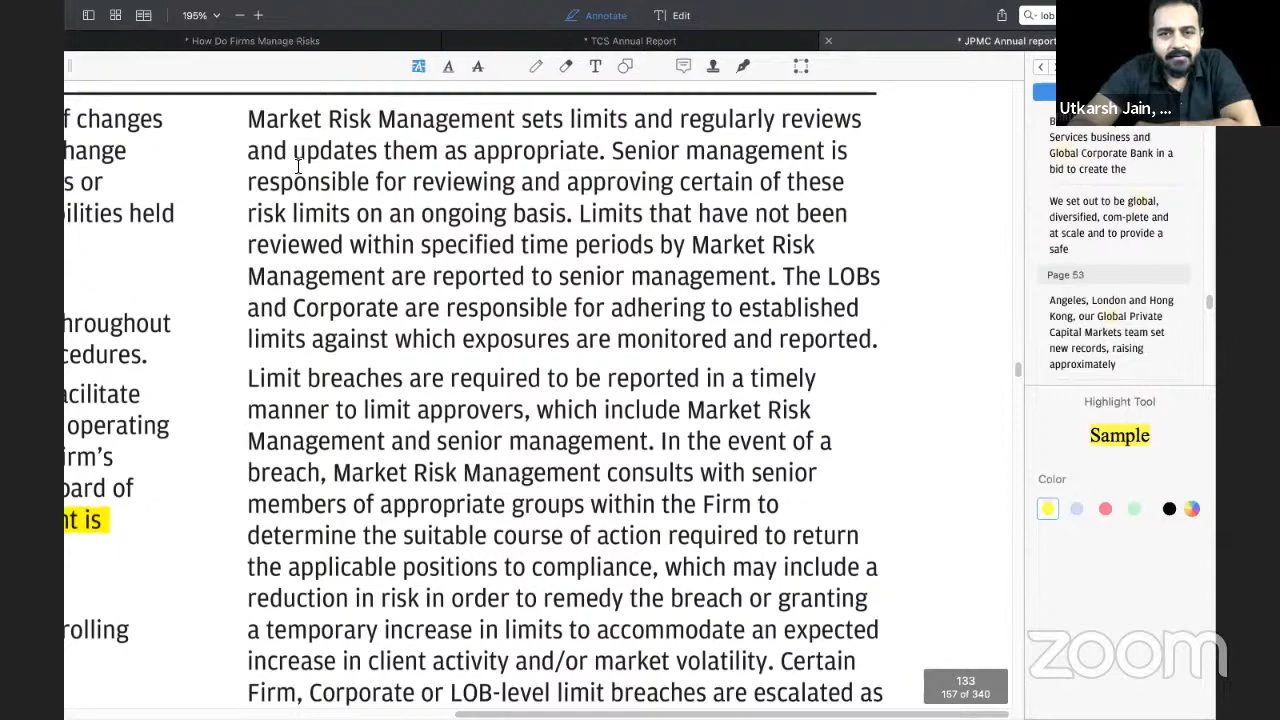 195%
Annotate
Edit
lob
* How Do Firms Manage Risks
* TCS Annual Report
* JPMC Annual report
Utkarsh Jain, ...
f changes
hange
s or
bilities held
hroughout
cedures.
acilitate
operating
irm's
oard of
nt is
rolling
Market Risk Management sets limits and regularly reviews
and updates them as appropriate. Senior management is
responsible for reviewing and approving certain of these
risk limits on an ongoing basis. Limits that have not been
reviewed within specified time periods by Market Risk
Management are reported to senior management. The LOBs
and Corporate are responsible for adhering to established
limits against which exposures are monitored and reported.
Limit breaches are required to be reported in a timely
manner to limit approvers, which include Market Risk
Management and senior management. In the event of a
breach, Market Risk Management consults with senior
members of appropriate groups within the Firm to
determine the suitable course of action required to return
the applicable positions to compliance, which may include a
reduction in risk in order to remedy the breach or granting
a temporary increase in limits to accommodate an expected
increase in client activity and/or market volatility. Certain
Firm, Corporate or LOB-level limit breaches are escalated as
133
157 of 340
Services business and
Global Corporate Bank in a
bid to create the
We set out to be global,
diversified, com-plete and
at scale and to provide a
safe
Page 53
Angeles, London and Hong
Kong, our Global Private
Capital Markets team set
new records, raising
approximately
Highlight Tool
Sample
Color
zoom